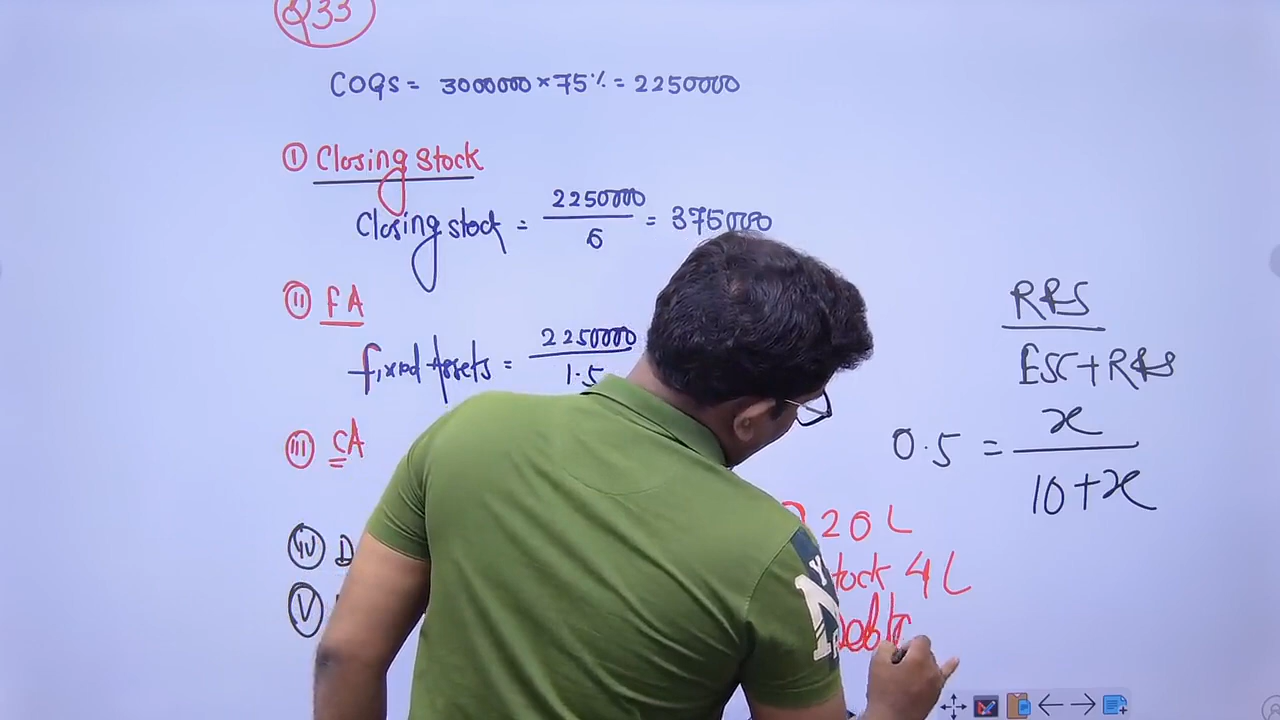 Q33
COGS = 3000000 × 75% = 2250000
① Closing Stock
Closing stock = 2250000 / 6 = 375000
② FA
Fixed Assets = 2250000 / 1.5
③ CA
④ D
⑤
R&S
ESC + R&S
0.5 = x / 10 + x
20 L
tock 4 L
Debt